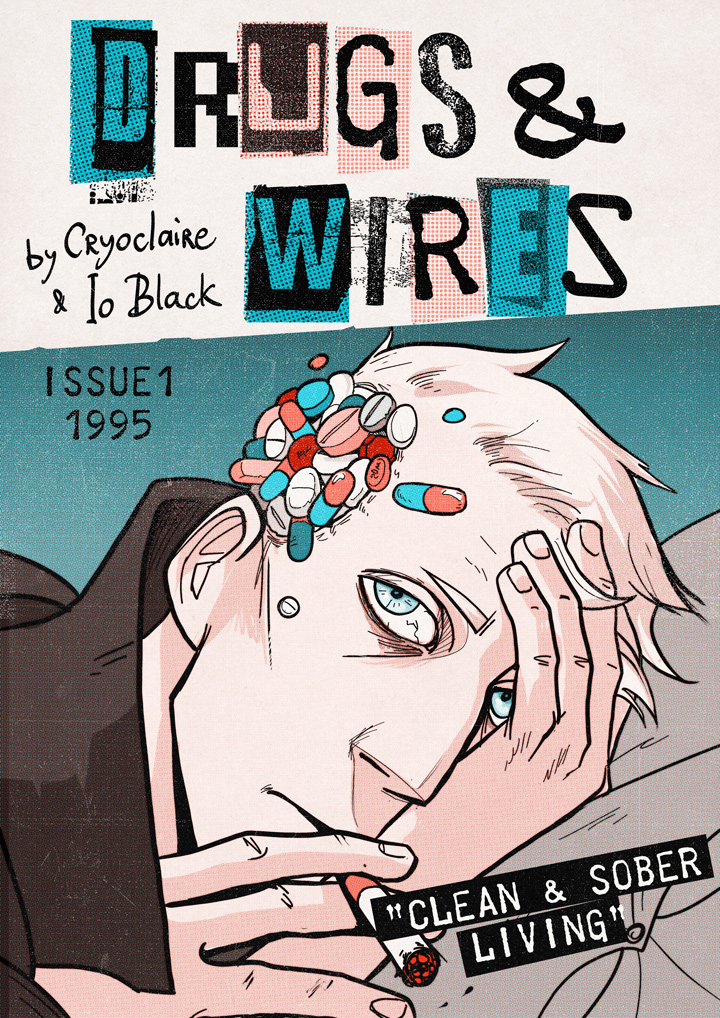 DRUGS &
WIRES
by Cryoclaire
& Io Black
ISSUE 1
1995
"CLEAN & SOBER
LIVING"